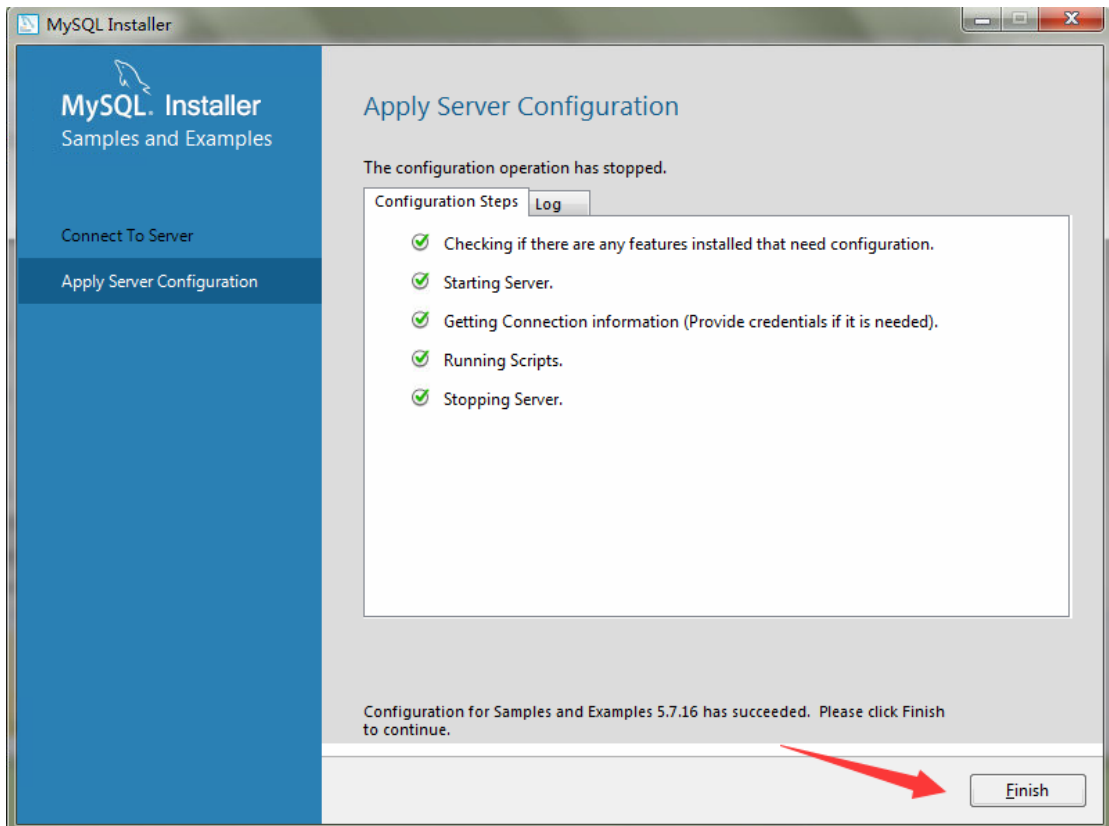 MySQL Installer
MySQL. Installer
Samples and Examples
Connect To Server
Apply Server Configuration
Apply Server Configuration
The configuration operation has stopped.
Configuration Steps
Log
Checking if there are any features installed that need configuration.
Starting Server.
Getting Connection information (Provide credentials if it is needed).
Running Scripts.
Stopping Server.
Configuration for Samples and Examples 5.7.16 has succeeded. Please click Finish
to continue.
Finish